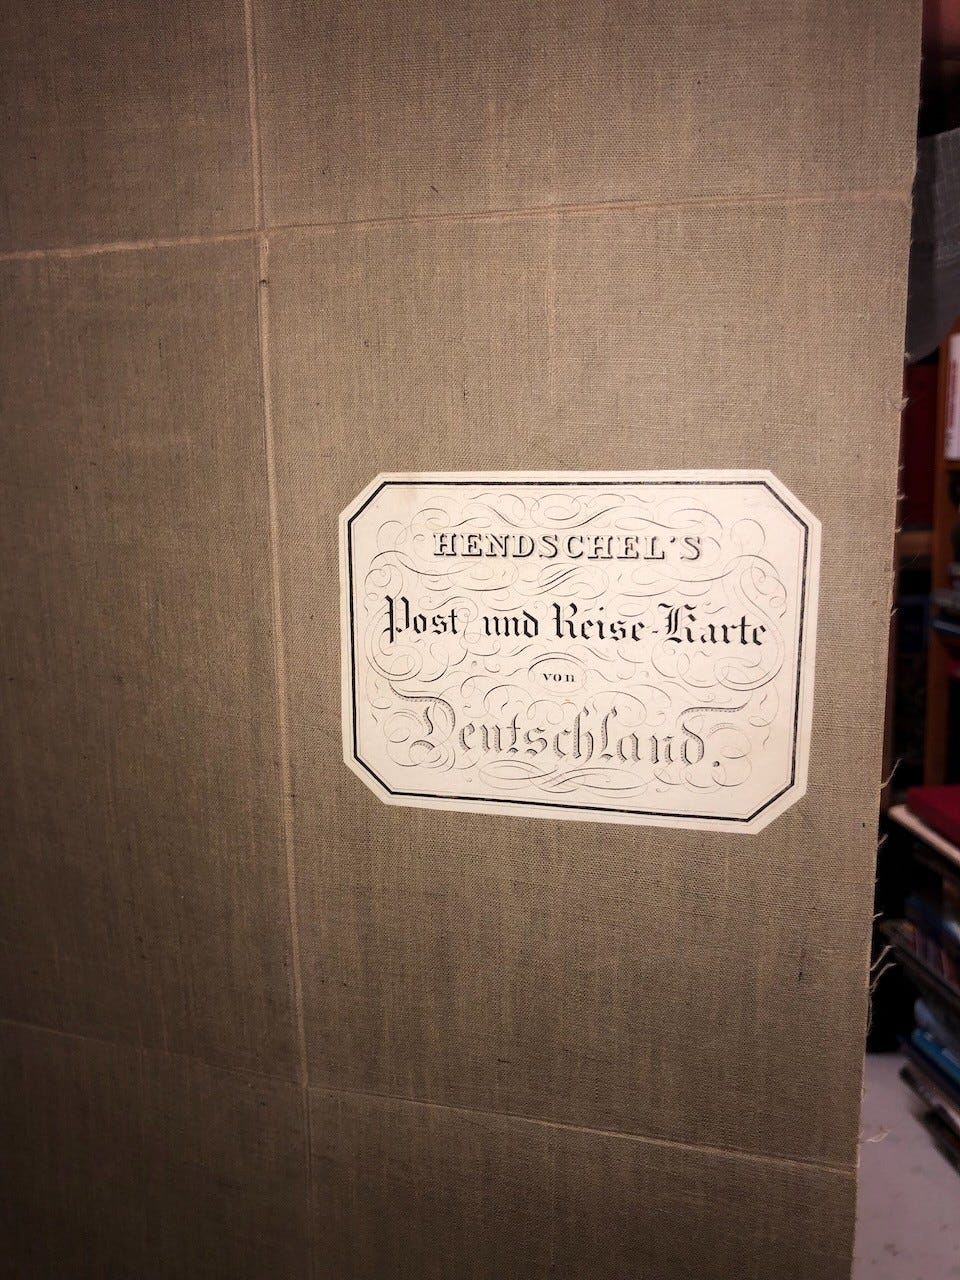 HENDSCHEL'S
Post und Reise-Karte
von
Deutschland.